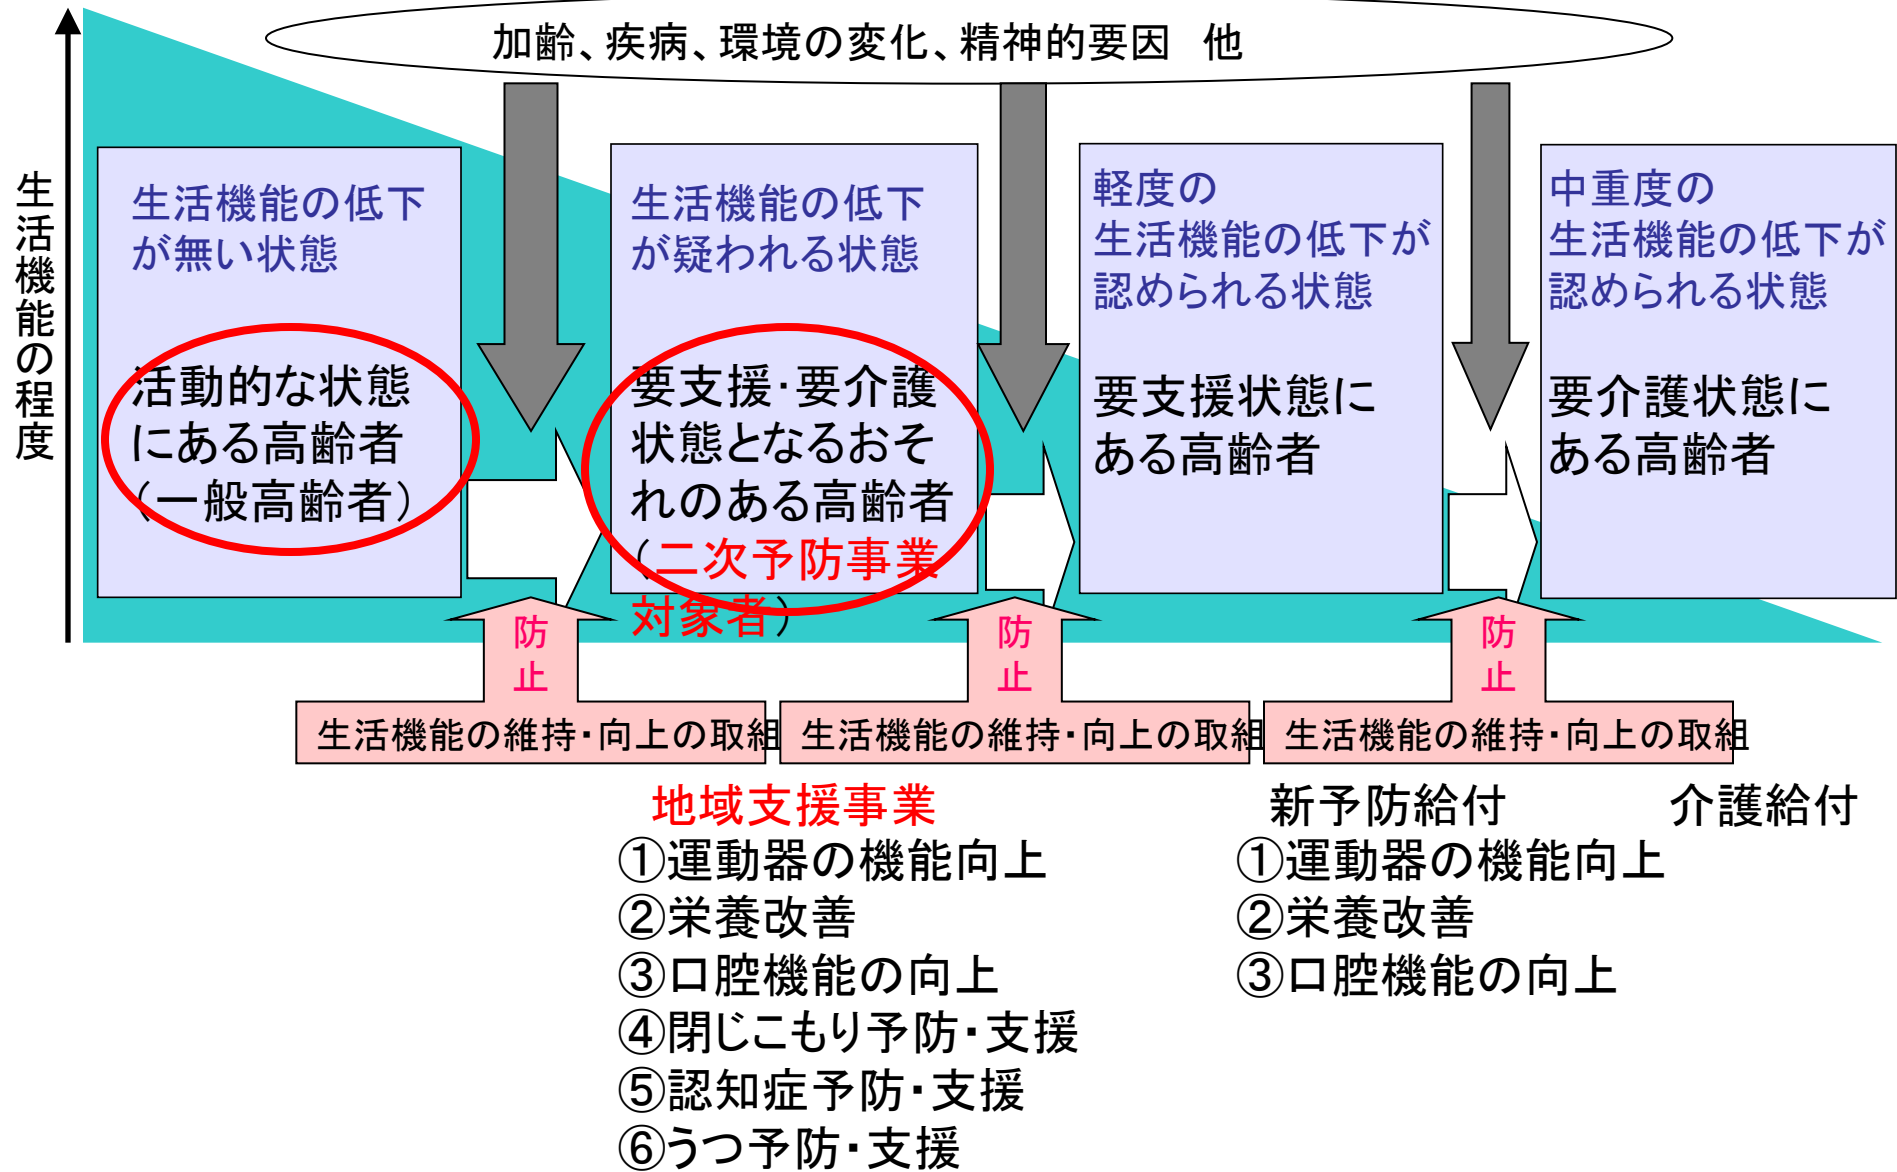 加齢、疾病、環境の変化、精神的要因　他
生活機能の程度
生活機能の低下
が無い状態
活動的な状態
にある高齢者
（一般高齢者）
生活機能の低下
が疑われる状態
要支援・要介護
状態となるおそ
れのある高齢者
（二次予防事業
対象者）
軽度の
生活機能の低下が
認められる状態
要支援状態に
ある高齢者
中重度の
生活機能の低下が
認められる状態
要介護状態に
ある高齢者
防
止
防
止
防
止
生活機能の維持・向上の取組
生活機能の維持・向上の取組
生活機能の維持・向上の取組
地域支援事業
①運動器の機能向上
②栄養改善
③口腔機能の向上
④閉じこもり予防・支援
⑤認知症予防・支援
⑥うつ予防・支援
新予防給付
①運動器の機能向上
②栄養改善
③口腔機能の向上
介護給付